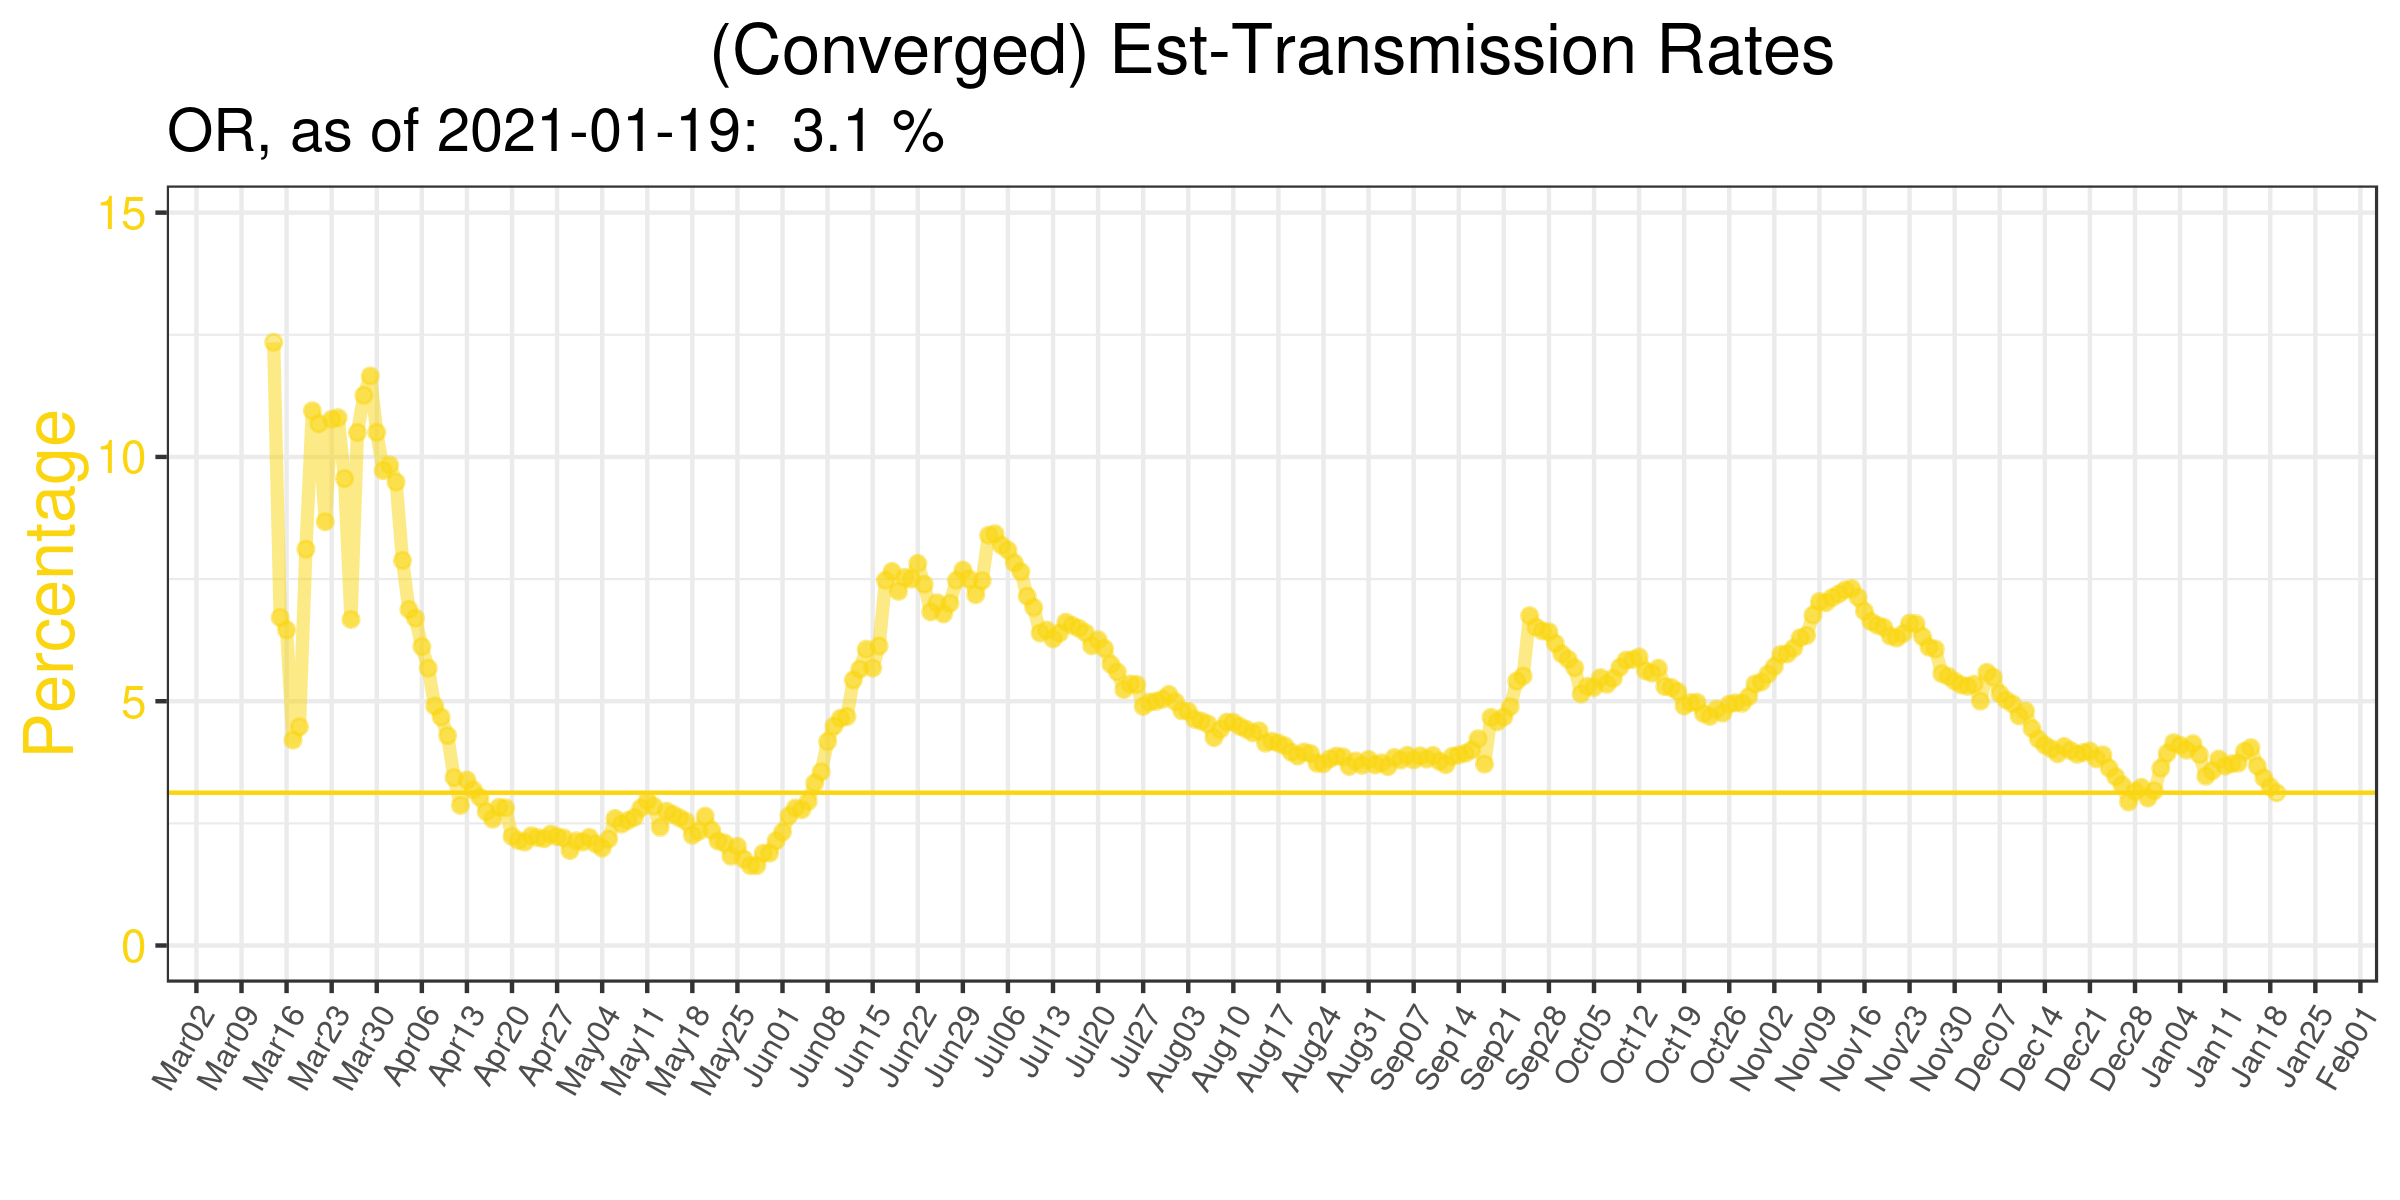 (Converged) Est-Transmission Rates
OR, as of 2021-01-19:  3.1 %
Percentage
15
10
5
0
Mar02
Mar09
Mar16
Mar23
Mar30
Apr06
Apr13
Apr20
Apr27
May04
May11
May18
May25
Jun01
Jun08
Jun15
Jun22
Jun29
Jul06
Jul13
Jul20
Jul27
Aug03
Aug10
Aug17
Aug24
Aug31
Sep07
Sep14
Sep21
Sep28
Oct05
Oct12
Oct19
Oct26
Nov02
Nov09
Nov16
Nov23
Nov30
Dec07
Dec14
Dec21
Dec28
Jan04
Jan11
Jan18
Jan25
Feb01